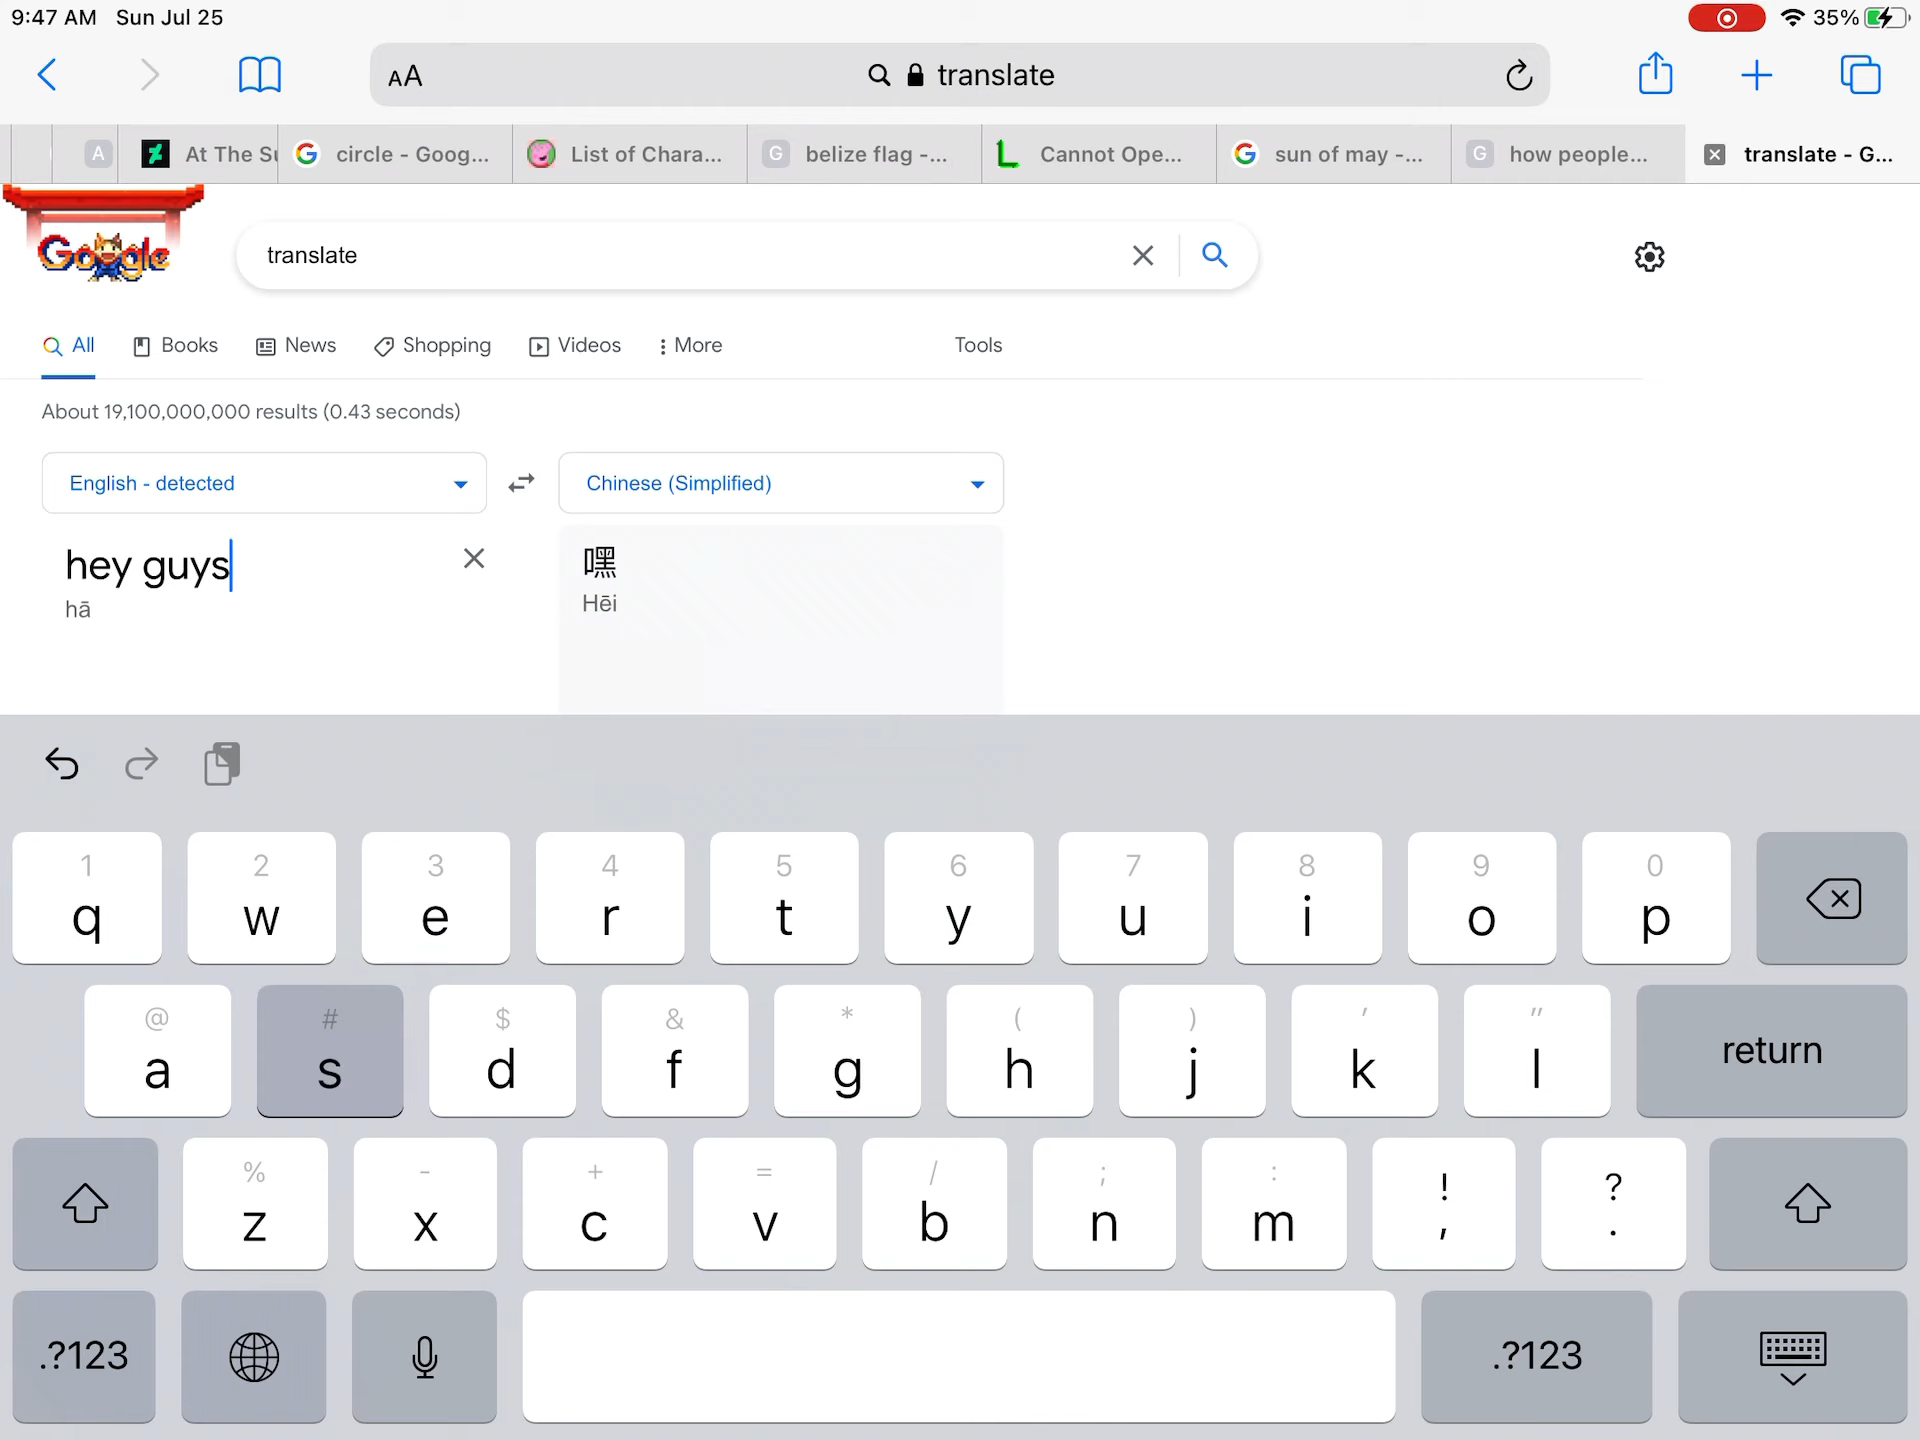 9:47 AM Sun Jul 25 35%
AA translate
A At The Su circle - Goog... List of Chara... G belize flag -... Cannot Ope... sun of may -... G how people... translate - G...
Google translate
All Books News Shopping Videos More Tools
About 19,100,000,000 results (0.43 seconds)
English - detected Chinese (Simplified)
hey guys 嘿
hā Hēi
1 2 3 4 5 6 7 8 9 0
q w e r t y u i o p
@ # $ & * ( ) ' "
a s d f g h j k l return
% - + = / ; : ! ?
z x c v b n m , .
.?123 .?123